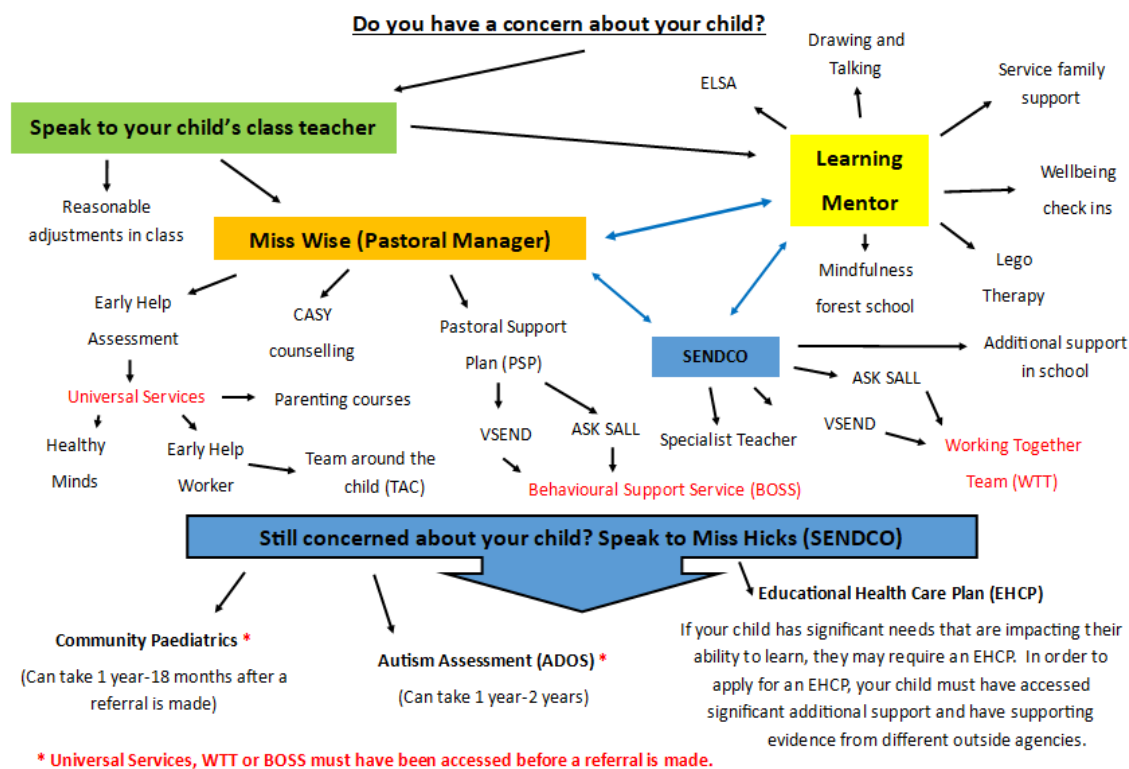 Do you have a concern about your child?
Drawing and
Talking
ELSA
Service family
support
Speak to your child's class teacher
Learning
Mentor
Wellbeing
check ins
Reasonable
adjustments in class
Miss Wise (Pastoral Manager)
Mindfulness
forest school
Lego
Therapy
Early Help
Assessment
CASY
counselling
Pastoral Support
Plan (PSP)
SENDCO
Additional support
in school
ASK SALL
Universal Services
Parenting courses
VSEND
ASK SALL
Specialist Teacher
VSEND
Working Together
Team (WTT)
Healthy
Minds
Early Help
Worker
Team around the
child (TAC)
Behavioural Support Service (BOSS)
Still concerned about your child? Speak to Miss Hicks (SENDCO)
Community Paediatrics *
(Can take 1 year-18 months after a
referral is made)
Autism Assessment (ADOS) *
(Can take 1 year-2 years)
Educational Health Care Plan (EHCP)
If your child has significant needs that are impacting their
ability to learn, they may require an EHCP. In order to
apply for an EHCP, your child must have accessed
significant additional support and have supporting
evidence from different outside agencies.
* Universal Services, WTT or BOSS must have been accessed before a referral is made.